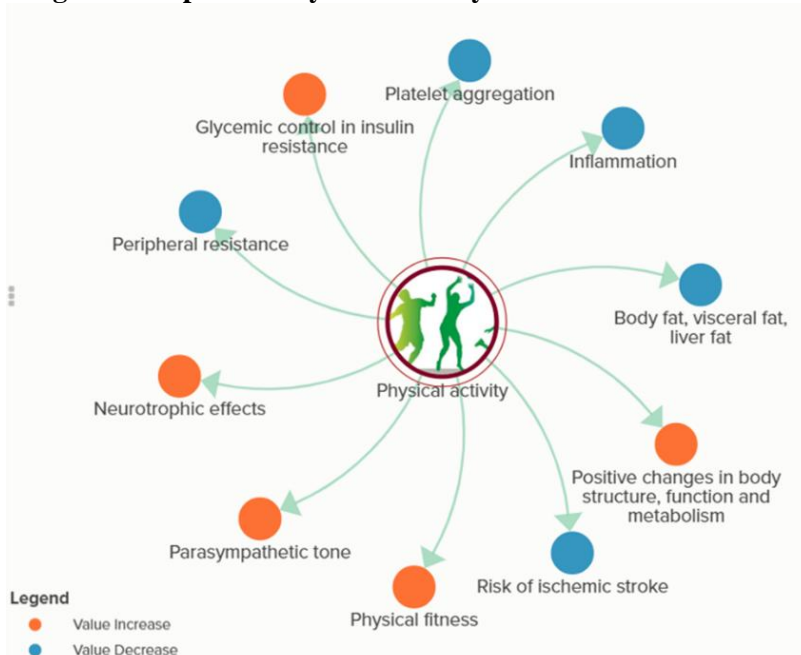 Platelet aggregation
Glycemic control in insulin
resistance
Inflammation
Peripheral resistance
Body fat, visceral fat,
liver fat
Physical activity
Neurotrophic effects
Positive changes in body
structure, function and
metabolism
Parasympathetic tone
Risk of ischemic stroke
Physical fitness
Legend
Value Increase
Value Decrease